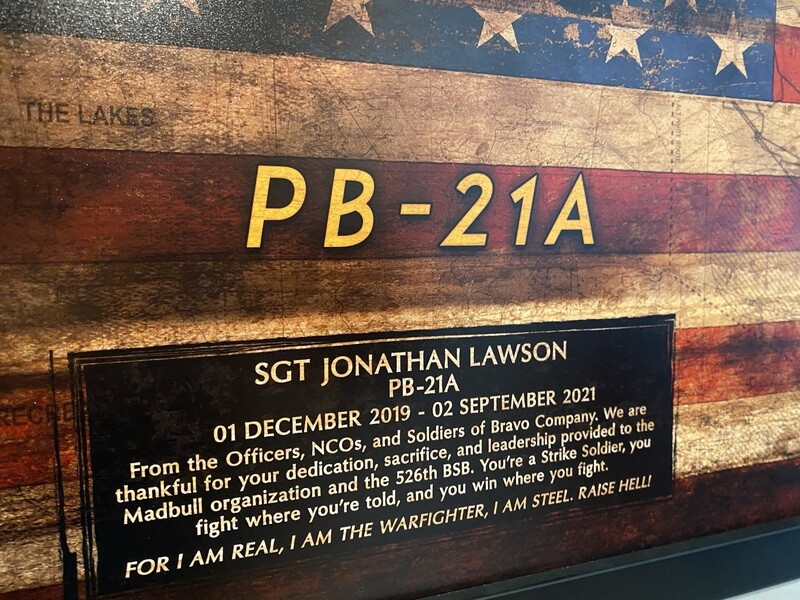 THE LAKES
PB-21A
SGT JONATHAN LAWSON
PB-21A
01 DECEMBER 2019 - 02 SEPTEMBER 2021
From the Officers, NCOs, and Soldiers of Bravo Company. We are
thankful for your dedication, sacrifice, and leadership provided to the
Madbull organization and the 526th BSB. You're a Strike Soldier, you
fight where you're told, and you win where you fight.
FOR I AM REAL, I AM THE WARFIGHTER, I AM STEEL. RAISE HELL!